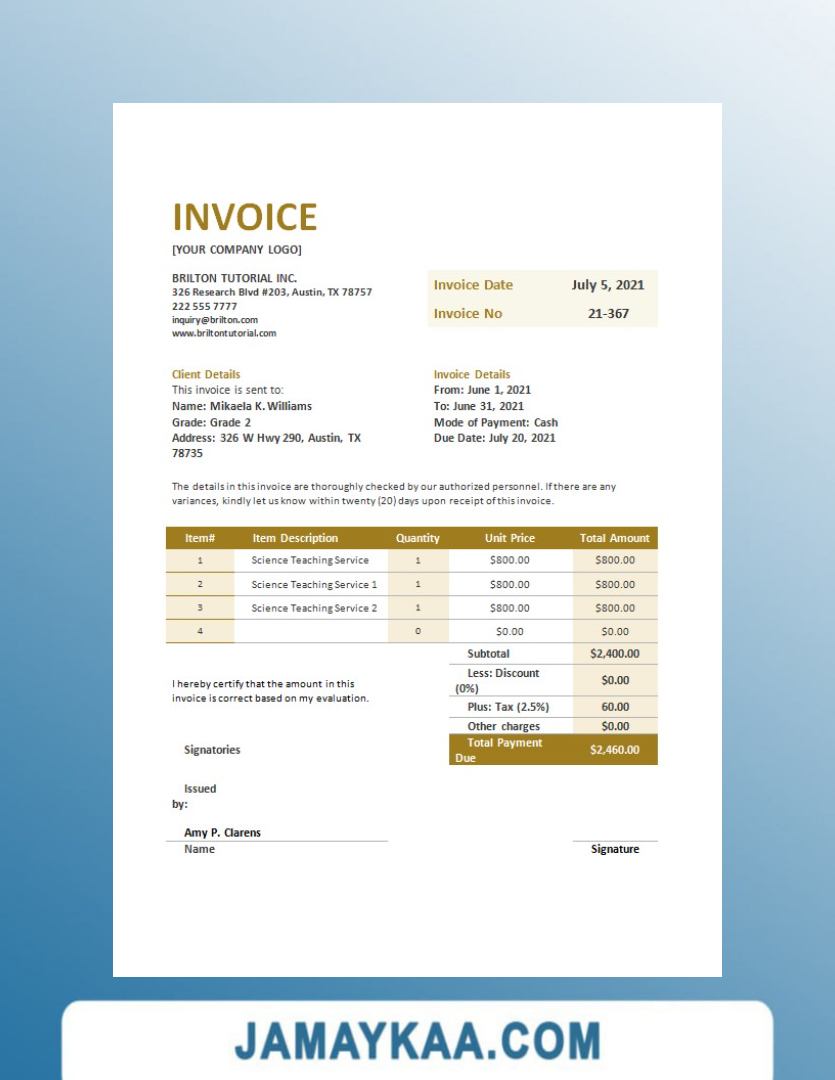 INVOICE
[YOUR COMPANY LOGO]
BRILTON TUTORIAL INC.
326 Research Blvd #203, Austin, TX 78757
222 555 7777
inquiry@brilton.com
www.briltontutorial.com
Invoice Date July 5, 2021
Invoice No 21-367
Client Details
This invoice is sent to:
Name: Mikaela K. Williams
Grade: Grade 2
Address: 326 W Hwy 290, Austin, TX
78735
Invoice Details
From: June 1, 2021
To: June 31, 2021
Mode of Payment: Cash
Due Date: July 20, 2021
The details in this invoice are thoroughly checked by our authorized personnel. If there are any
variances, kindly let us know within twenty (20) days upon receipt of this invoice.
Item# Item Description Quantity Unit Price Total Amount
1 Science Teaching Service 1 $800.00 $800.00
2 Science Teaching Service 1 1 $800.00 $800.00
3 Science Teaching Service 2 1 $800.00 $800.00
4 0 $0.00 $0.00
Subtotal $2,400.00
Less: Discount
(0%) $0.00
Plus: Tax (2.5%) 60.00
Other charges $0.00
Total Payment
Due $2,460.00
I hereby certify that the amount in this
invoice is correct based on my evaluation.
Signatories
Issued
by:
Amy P. Clarens
Name Signature
JAMAYKAA.COM